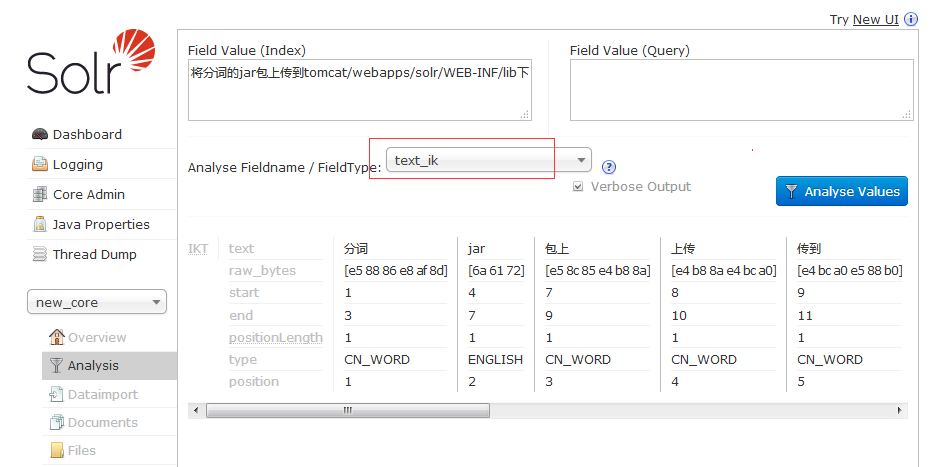 Try New UI
Solr
Dashboard
Logging
Core Admin
Java Properties
Thread Dump
new_core
Overview
Analysis
Dataimport
Documents
Files
Field Value (Index)
将分词的jar包上传到tomcat/webapps/solr/WEB-INF/lib下
Field Value (Query)
Analyse Fieldname / FieldType: text_ik
Verbose Output
Analyse Values
IKT text 分词 jar 包上 上传 传到
raw_bytes [e5 88 86 e8 af 8d] [6a 61 72] [e5 8c 85 e4 b8 8a] [e4 b8 8a e4 bc a0] [e4 bc a0 e5 88 b0]
start 1 4 7 8 9
end 3 7 9 10 11
positionLength 1 1 1 1 1
type CN_WORD ENGLISH CN_WORD CN_WORD CN_WORD
position 1 2 3 4 5